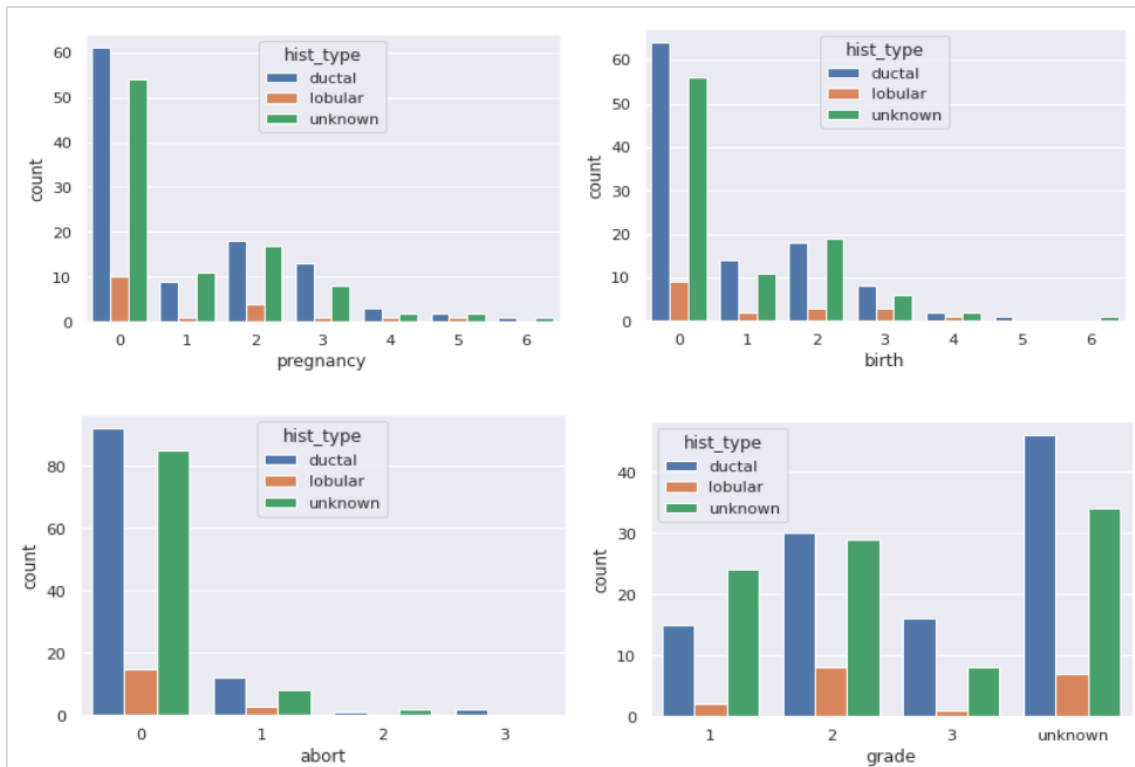 hist_type
ductal
lobular
unknown
60
50
40
30
20
10
0
count
0 1 2 3 4 5 6
pregnancy
hist_type
ductal
lobular
unknown
60
50
40
30
20
10
0
count
0 1 2 3 4 5 6
birth
hist_type
ductal
lobular
unknown
80
60
40
20
0
count
0 1 2 3
abort
hist_type
ductal
lobular
unknown
40
30
20
10
0
count
1 2 3 unknown
grade